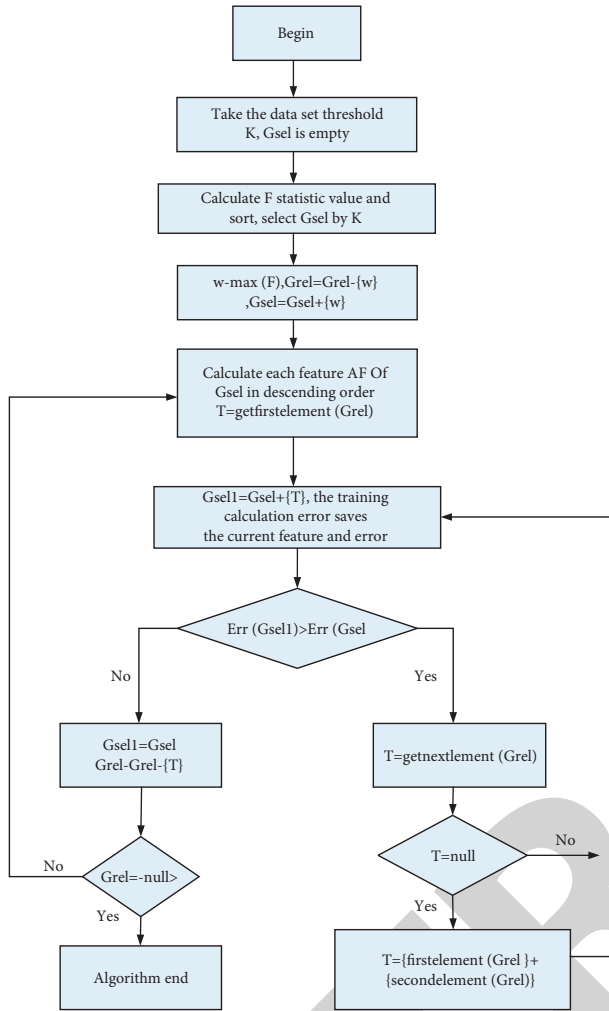 Begin
Take the data set threshold
K, Gsel is empty
Calculate F statistic value and
sort, select Gsel by K
w-max (F),Grel=Grel-{w}
,Gsel=Gsel+{w}
Calculate each feature AF Of
Gsel in descending order
T=getfirstelement (Grel)
Gsel1=Gsel+{T}, the training
calculation error saves
the current feature and error
Err (Gsel1)>Err (Gsel
No
Yes
Gsel1=Gsel
Grel-Grel-{T}
T=getnextlement (Grel)
Grel=-null>
No
Yes
T=null
No
Yes
Algorithm end
T={firstelement (Grel }+
{secondelement (Grel)}